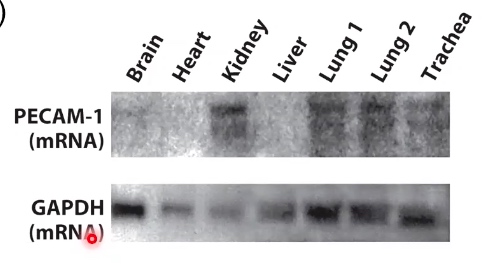 )
Brain Heart Kidney Liver Lung 1 Lung 2 Trachea
PECAM-1
(mRNA)
GAPDH
(mRNA)